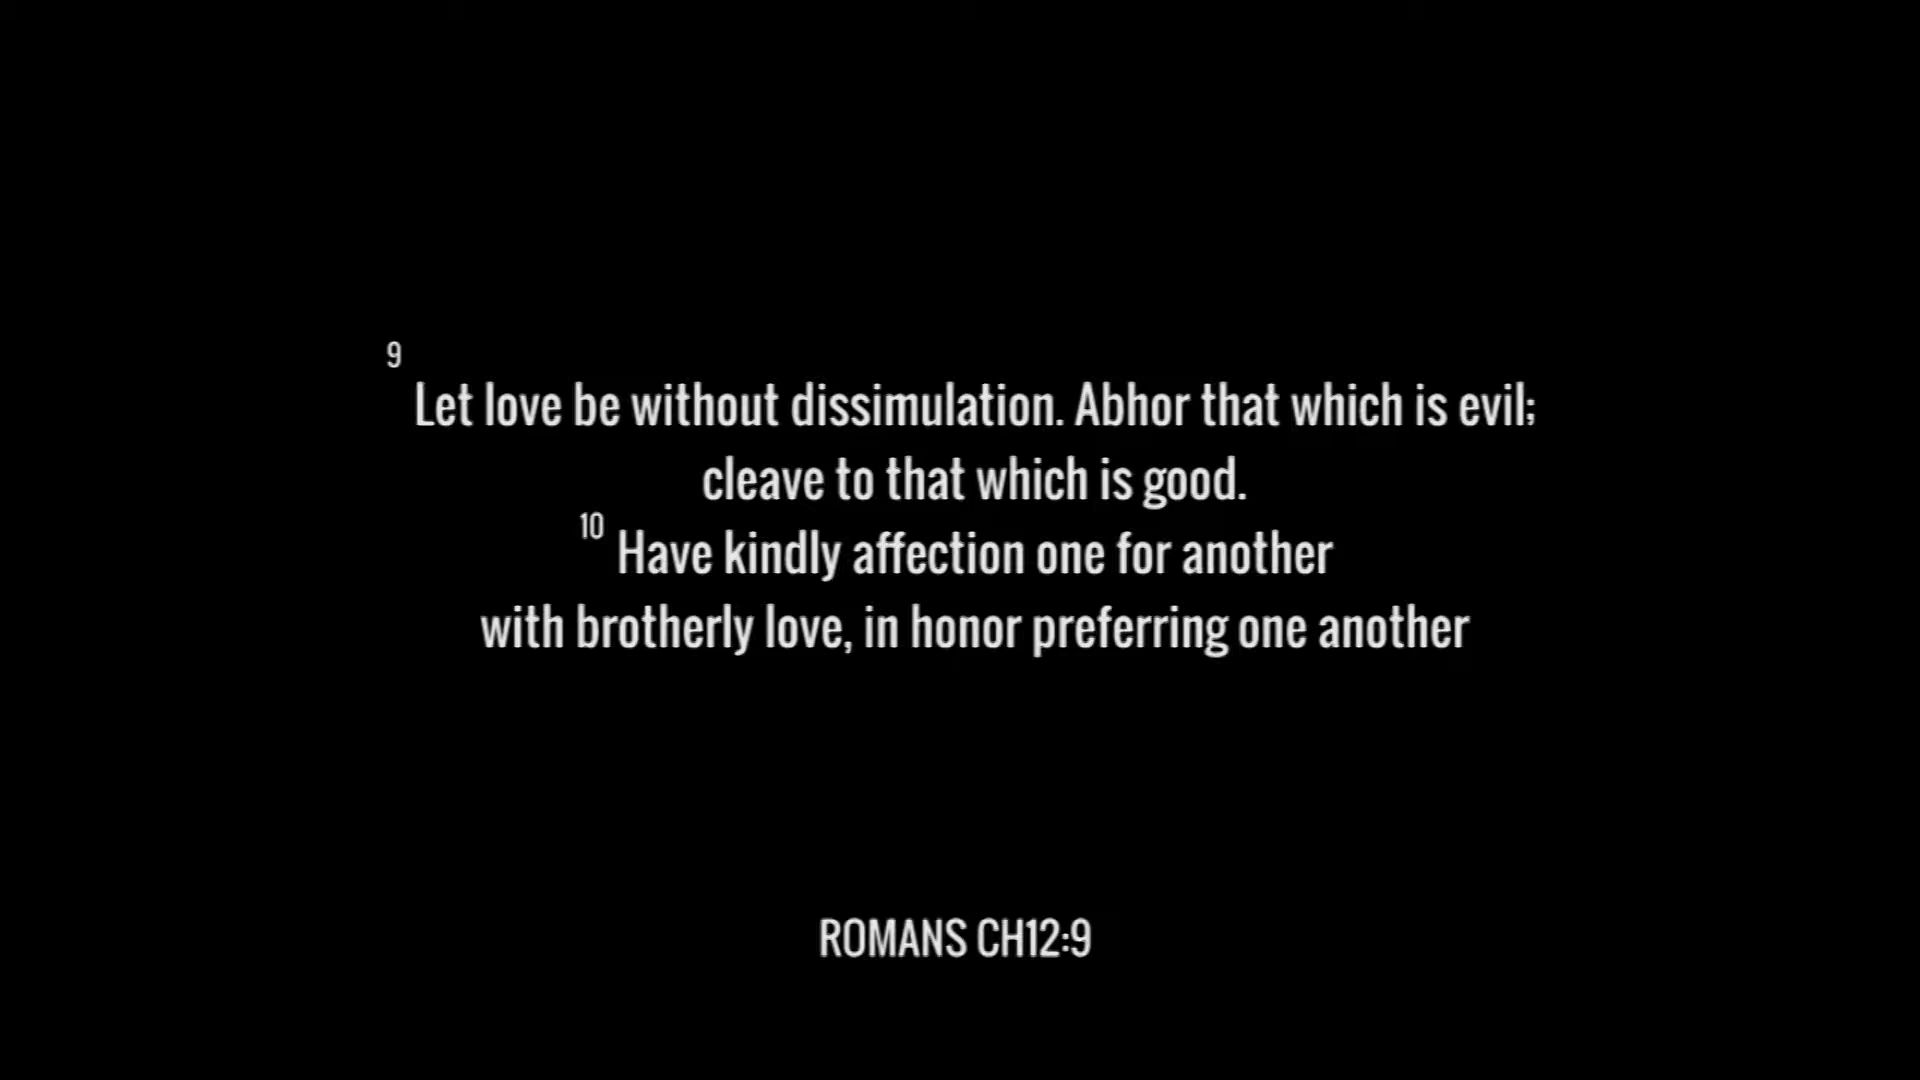 9 Let love be without dissimulation. Abhor that which is evil;
cleave to that which is good.
10 Have kindly affection one for another
with brotherly love, in honor preferring one another
ROMANS CH12:9